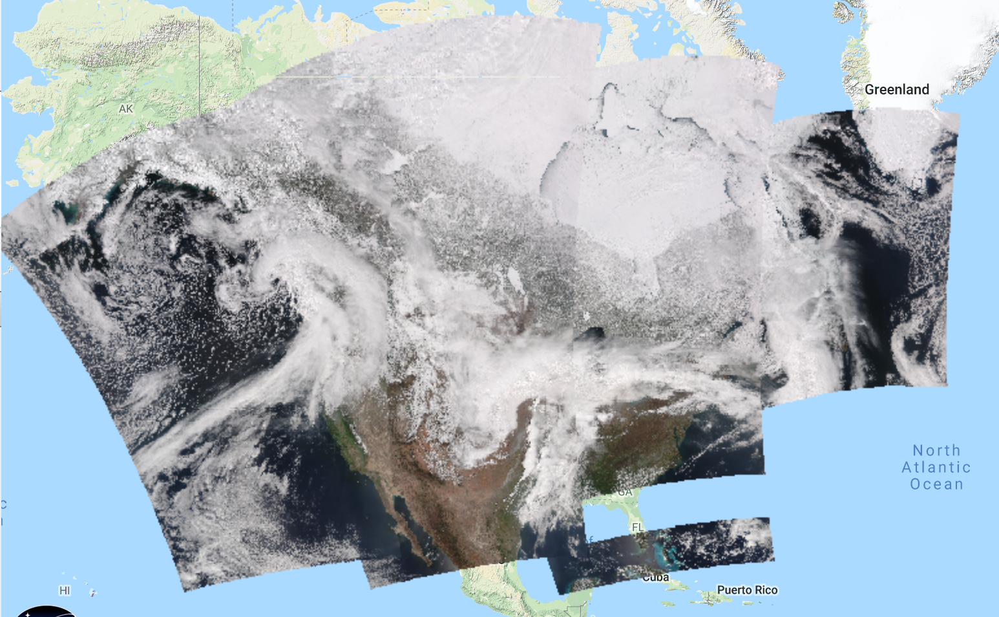 Greenland
AK
North
Atlantic
Ocean
GA
FL
Cuba
Puerto Rico
HI